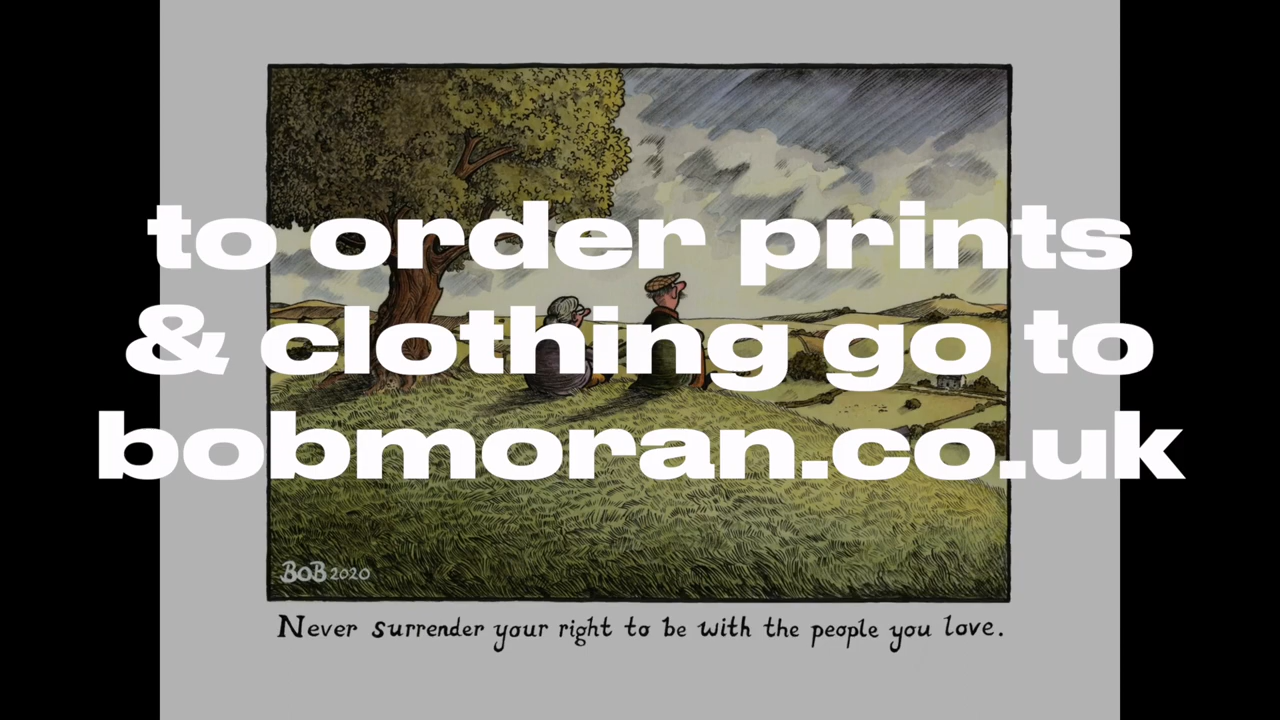 to order prints
& clothing go to
bobmoran.co.uk
BOB 2020
Never surrender your right to be with the people you love.